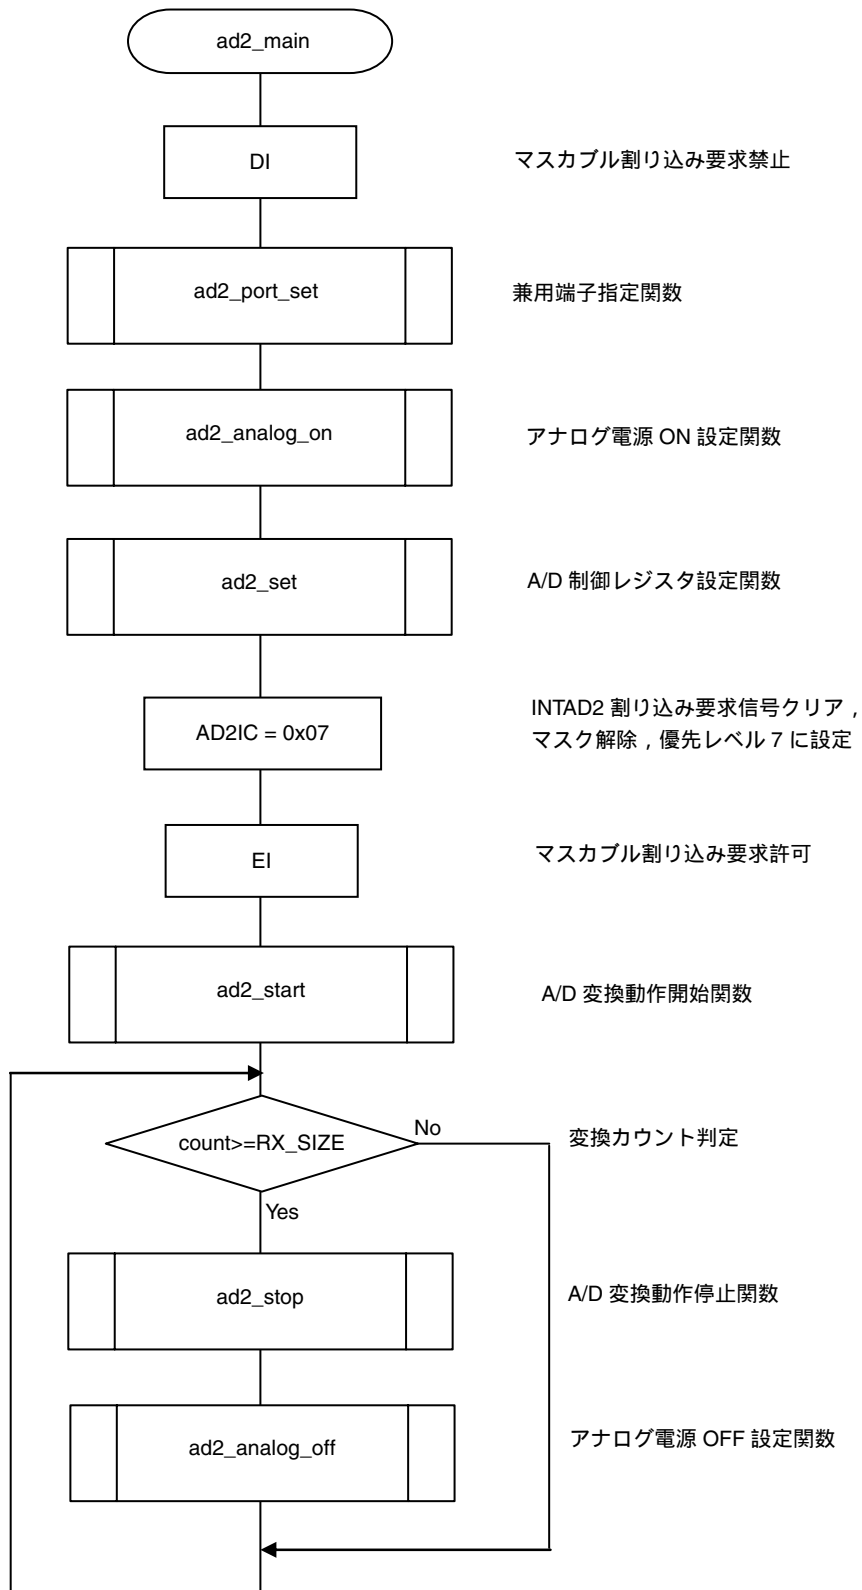 ad2_main
DI
マスカブル割り込み要求禁止
ad2_port_set
兼用端子指定関数
ad2_analog_on
アナログ電源 ON 設定関数
ad2_set
A/D 制御レジスタ設定関数
AD2IC = 0x07
INTAD2 割り込み要求信号クリア，
マスク解除，優先レベル 7 に設定
EI
マスカブル割り込み要求許可
ad2_start
A/D 変換動作開始関数
count>=RX_SIZE
No
変換カウント判定
Yes
ad2_stop
A/D 変換動作停止関数
ad2_analog_off
アナログ電源 OFF 設定関数